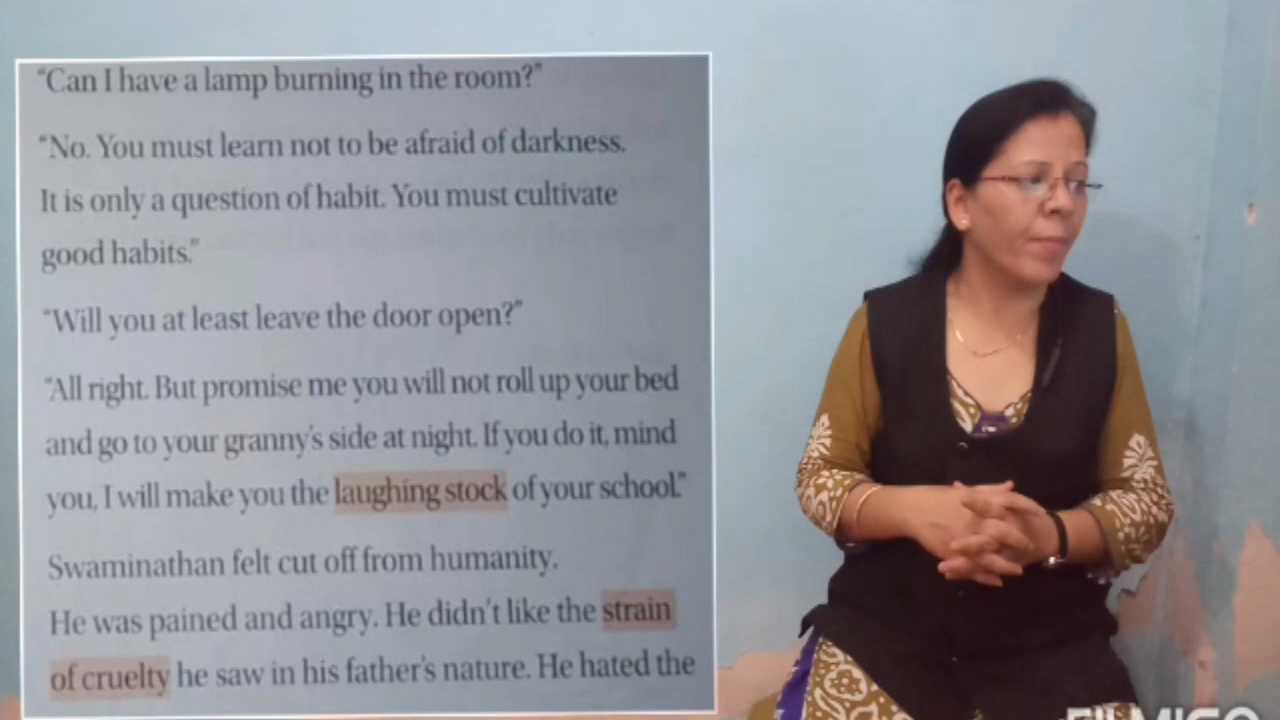 "Can I have a lamp burning in the room?"
"No. You must learn not to be afraid of darkness.
It is only a question of habit. You must cultivate
good habits."
"Will you at least leave the door open?"
"All right. But promise me you will not roll up your bed
and go to your granny's side at night. If you do it, mind
you, I will make you the laughing stock of your school."
Swaminathan felt cut off from humanity.
He was pained and angry. He didn't like the strain
of cruelty he saw in his father's nature. He hated the